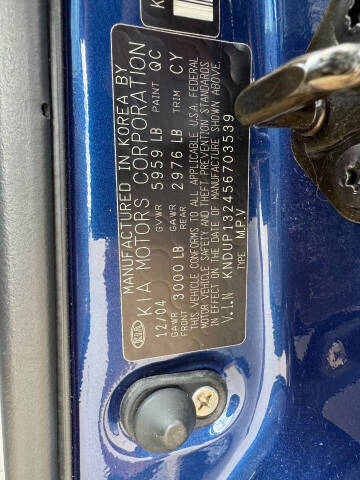 MANUFACTURED IN KOREA BY
KIA KIA MOTORS CORPORATION
12/04 GVWR 5959 LB PAINT QC
GAWR FRONT 3000 LB GAWR REAR 2976 LB TRIM CY
THIS VEHICLE CONFORMS TO ALL APPLICABLE U.S.A. FEDERAL
MOTOR VEHICLE SAFETY AND THEFT PREVENTION STANDARDS
IN EFFECT ON THE DATE OF MANUFACTURE SHOWN ABOVE.
V.I.N KNDUP132456703539
TYPE M.P.V